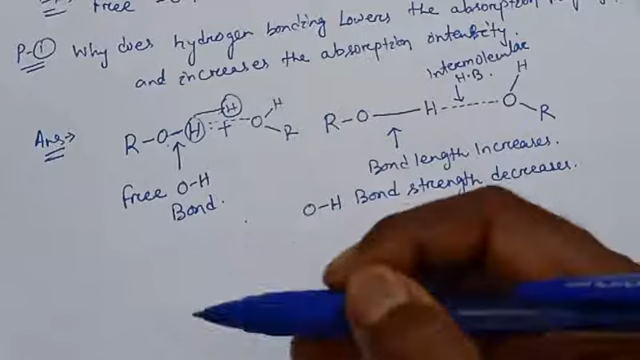 Free
P-① Why does hydrogen bonding Lowers the absorption
and increases the absorption intensity.
Intermolecular
H.B.
Ans→ R-O-H H + O H R
R-O H O H R
free O-H
Bond.
Bond length Increases.
O-H Bond strength decreases.